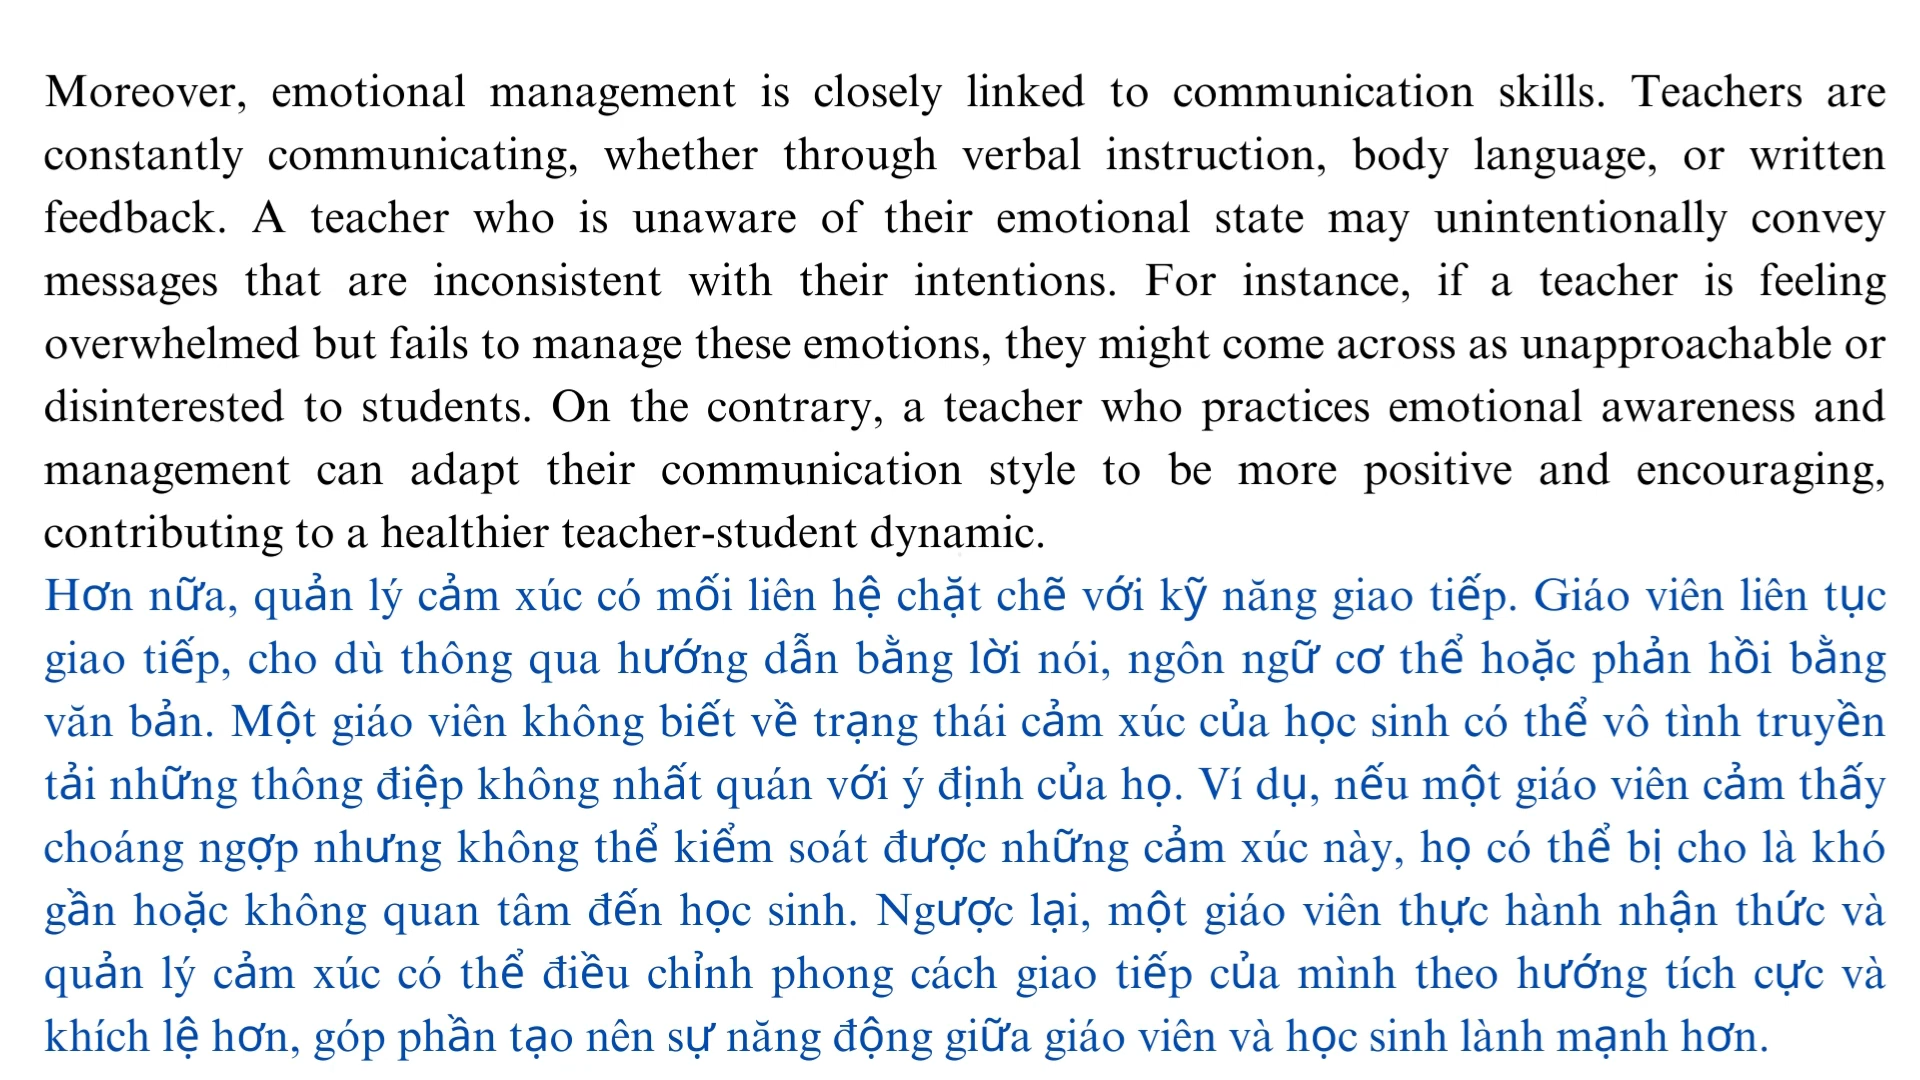 Moreover, emotional management is closely linked to communication skills. Teachers are
constantly communicating, whether through verbal instruction, body language, or written
feedback. A teacher who is unaware of their emotional state may unintentionally convey
messages that are inconsistent with their intentions. For instance, if a teacher is feeling
overwhelmed but fails to manage these emotions, they might come across as unapproachable or
disinterested to students. On the contrary, a teacher who practices emotional awareness and
management can adapt their communication style to be more positive and encouraging,
contributing to a healthier teacher-student dynamic.
Hơn nữa, quản lý cảm xúc có mối liên hệ chặt chẽ với kỹ năng giao tiếp. Giáo viên liên tục
giao tiếp, cho dù thông qua hướng dẫn bằng lời nói, ngôn ngữ cơ thể hoặc phản hồi bằng
văn bản. Một giáo viên không biết về trạng thái cảm xúc của học sinh có thể vô tình truyền
tải những thông điệp không nhất quán với ý định của họ. Ví dụ, nếu một giáo viên cảm thấy
choáng ngợp nhưng không thể kiểm soát được những cảm xúc này, họ có thể bị cho là khó
gần hoặc không quan tâm đến học sinh. Ngược lại, một giáo viên thực hành nhận thức và
quản lý cảm xúc có thể điều chỉnh phong cách giao tiếp của mình theo hướng tích cực và
khích lệ hơn, góp phần tạo nên sự năng động giữa giáo viên và học sinh lành mạnh hơn.